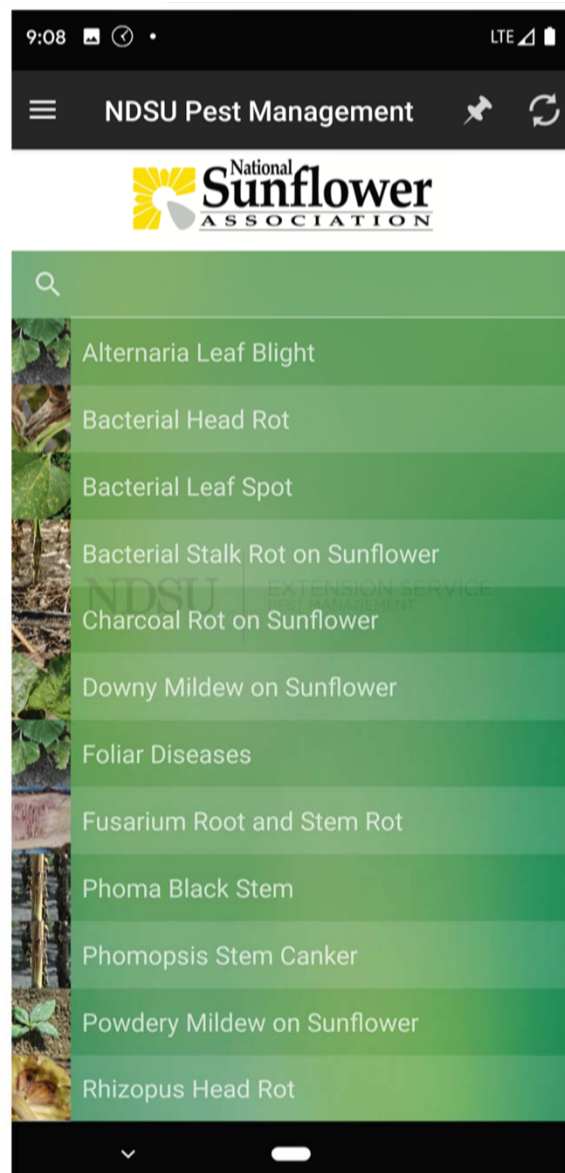 9:08
LTE
NDSU Pest Management
National
Sunflower
ASSOCIATION
Alternaria Leaf Blight
Bacterial Head Rot
Bacterial Leaf Spot
Bacterial Stalk Rot on Sunflower
NDSU EXTENSION SERVICE
PEST MANAGEMENT
Charcoal Rot on Sunflower
Downy Mildew on Sunflower
Foliar Diseases
Fusarium Root and Stem Rot
Phoma Black Stem
Phomopsis Stem Canker
Powdery Mildew on Sunflower
Rhizopus Head Rot